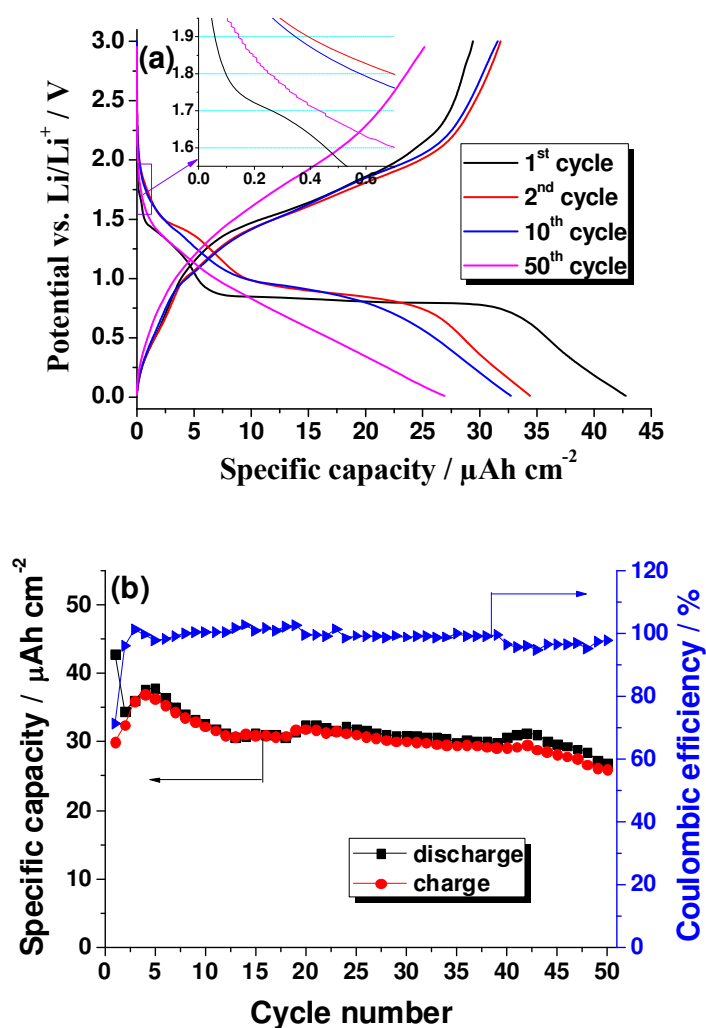 (a)
Potential vs. Li/Li⁺ / V
3.0
2.5
2.0
1.5
1.0
0.5
0.0
1.9
1.8
1.7
1.6
0.0 0.2 0.4 0.6
1ˢᵗ cycle
2ⁿᵈ cycle
10ᵗʰ cycle
50ᵗʰ cycle
0 5 10 15 20 25 30 35 40 45
Specific capacity / μAh cm⁻²
(b)
Specific capacity / μAh cm⁻²
50
40
30
20
10
0
120
100
80
60
40
20
0
Coulombic efficiency / %
discharge
charge
0 5 10 15 20 25 30 35 40 45 50
Cycle number